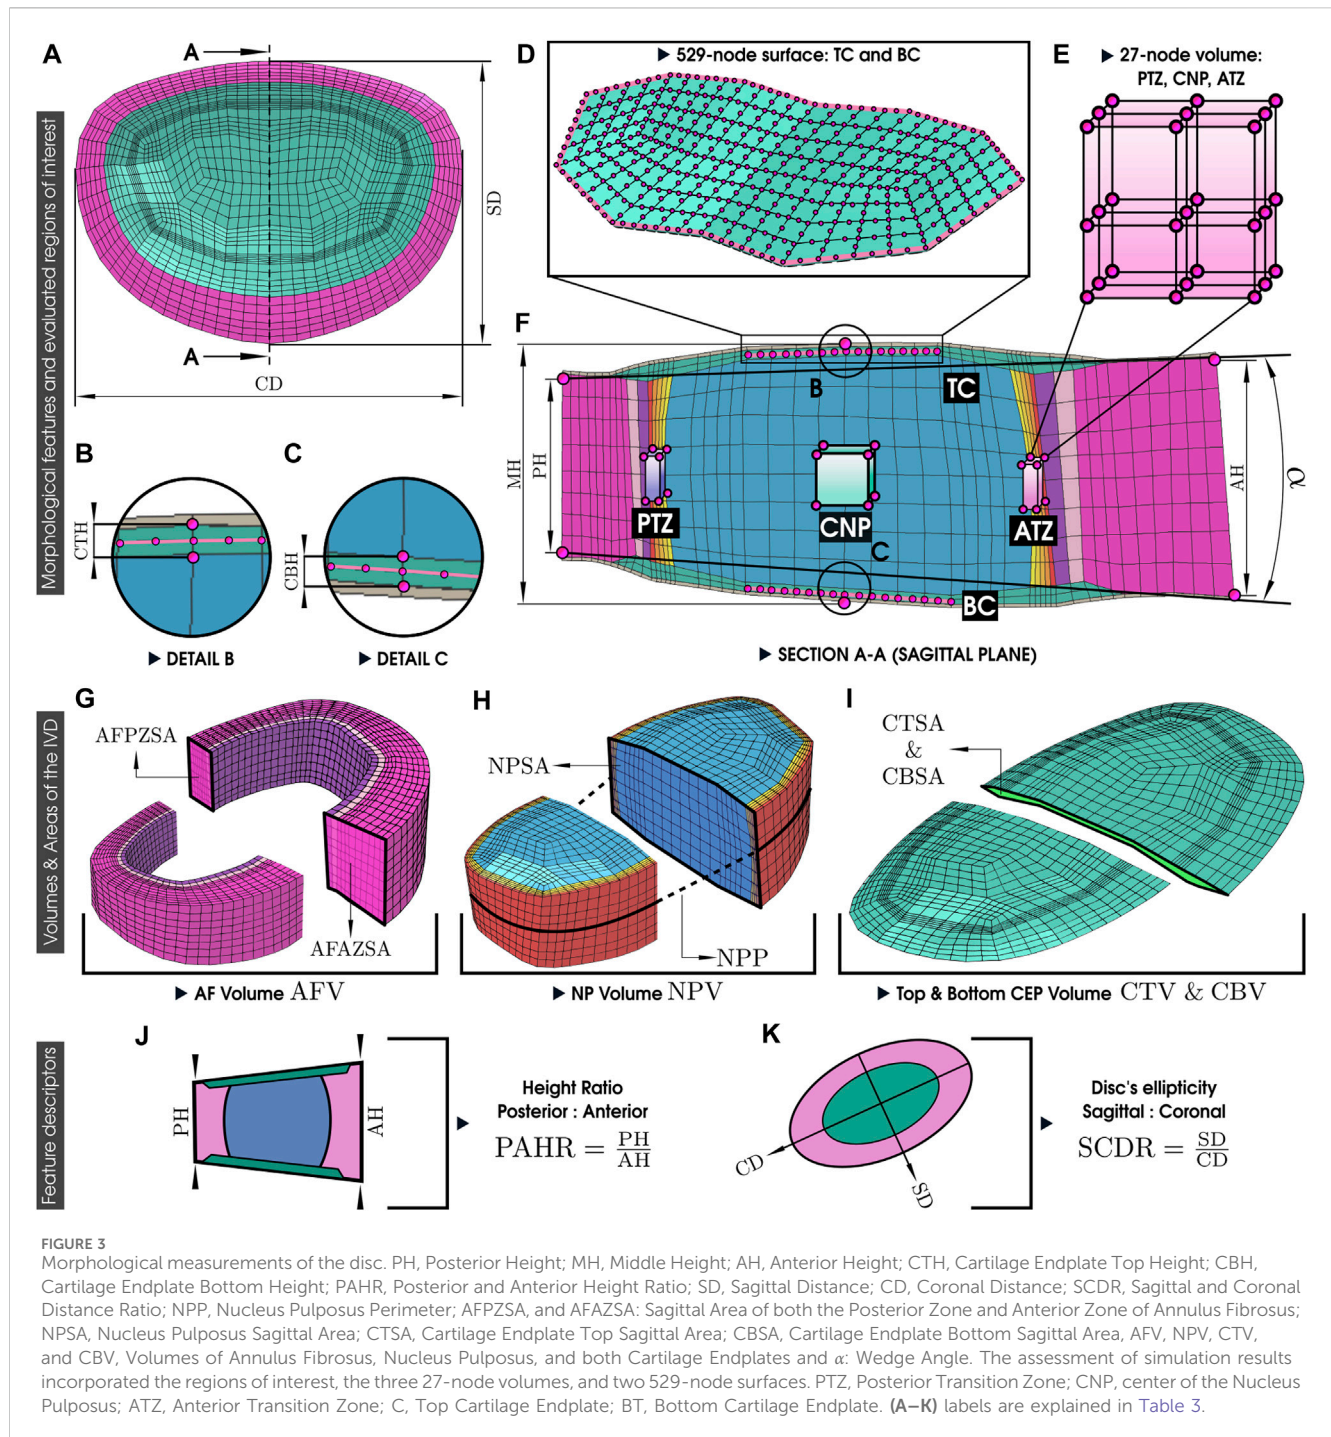 Morphological features and evaluated regions of interest
A
A
A
SD
CD
B
CTH
▶ DETAIL B
C
CBH
▶ DETAIL C
D
▶ 529-node surface: TC and BC
E
▶ 27-node volume:
PTZ, CNP, ATZ
F
MH
PH
B
TC
PTZ
CNP
C
ATZ
BC
AH
α
▶ SECTION A-A (SAGITTAL PLANE)
Volumes & Areas of the IVD
G
AFPZSA
AFAZSA
▶ AF Volume AFV
H
NPSA
NPP
▶ NP Volume NPV
I
CTSA
&
CBSA
▶ Top & Bottom CEP Volume CTV & CBV
Feature descriptors
J
PH
AH
Height Ratio
Posterior : Anterior
PAHR = PH/AH
K
CD
SD
Disc's ellipticity
Sagittal : Coronal
SCDR = SD/CD
FIGURE 3
Morphological measurements of the disc. PH, Posterior Height; MH, Middle Height; AH, Anterior Height; CTH, Cartilage Endplate Top Height; CBH,
Cartilage Endplate Bottom Height; PAHR, Posterior and Anterior Height Ratio; SD, Sagittal Distance; CD, Coronal Distance; SCDR, Sagittal and Coronal
Distance Ratio; NPP, Nucleus Pulposus Perimeter; AFPZSA, and AFAZSA: Sagittal Area of both the Posterior Zone and Anterior Zone of Annulus Fibrosus;
NPSA, Nucleus Pulposus Sagittal Area; CTSA, Cartilage Endplate Top Sagittal Area; CBSA, Cartilage Endplate Bottom Sagittal Area, AFV, NPV, CTV,
and CBV, Volumes of Annulus Fibrosus, Nucleus Pulposus, and both Cartilage Endplates and α: Wedge Angle. The assessment of simulation results
incorporated the regions of interest, the three 27-node volumes, and two 529-node surfaces. PTZ, Posterior Transition Zone; CNP, center of the Nucleus
Pulposus; ATZ, Anterior Transition Zone; C, Top Cartilage Endplate; BT, Bottom Cartilage Endplate. (A–K) labels are explained in Table 3.